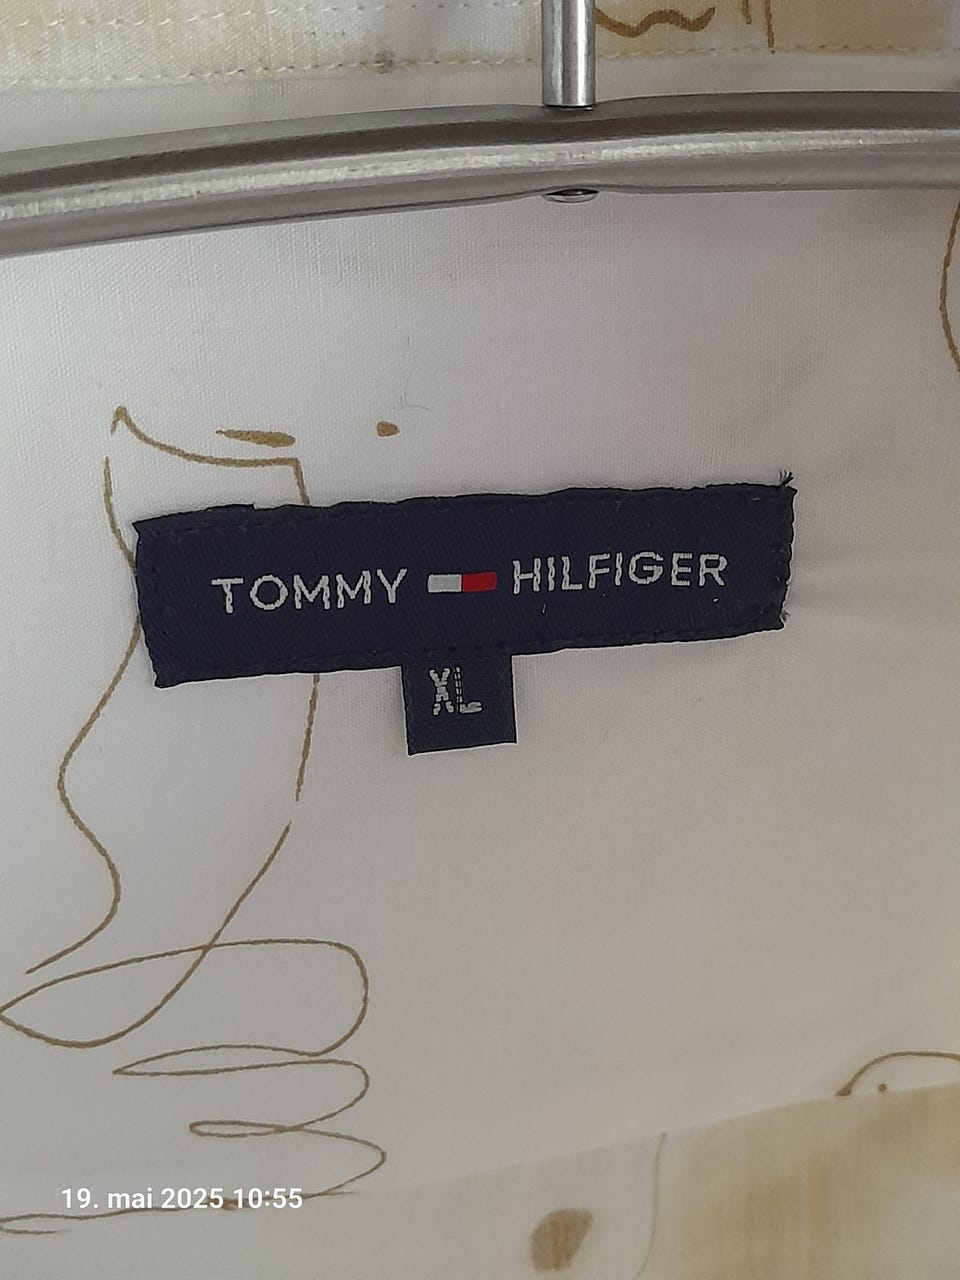 TOMMY HILFIGER
XL
19. mai 2025 10:55